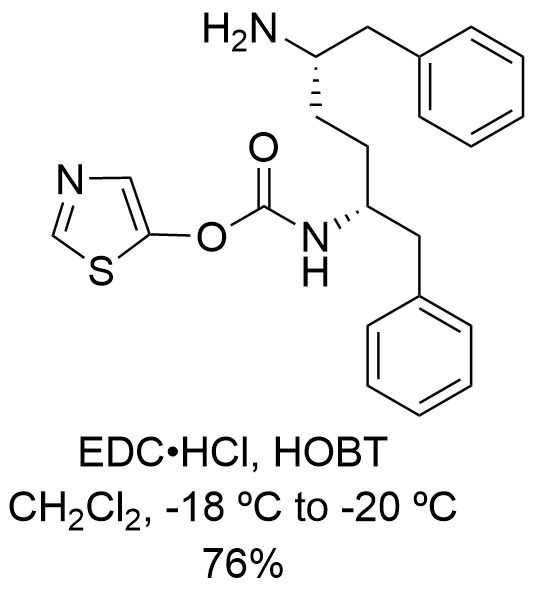 H₂N
O
N
O
N
H
S
EDC•HCl, HOBT
CH₂Cl₂, -18 ºC to -20 ºC
76%